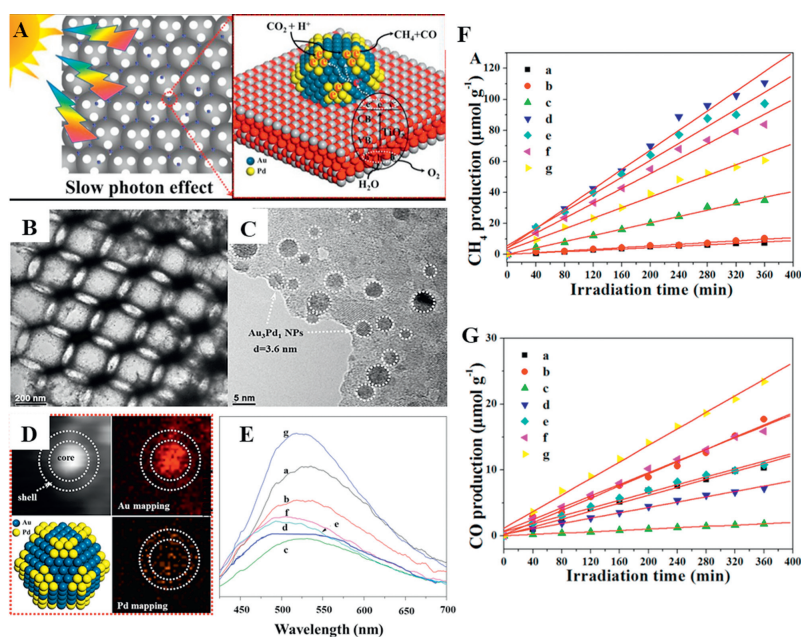 A
Slow photon effect
CO₂ + H⁺
CH₄+CO
CB
VB
TiO₂
H₂O
O₂
Au
Pd
B
200 nm
C
Au₃Pd₁ NPs
d=3.6 nm
5 nm
D
core
shell
Au mapping
Au
Pd
Pd mapping
E
g
a
b
f
e
d
c
450 500 550 600 650 700
Wavelength (nm)
F
A
a
b
c
d
e
f
g
120
100
80
60
40
20
0
CH₄ production (µmol g⁻¹)
0 40 80 120 160 200 240 280 320 360 400
Irradiation time (min)
G
a
b
c
d
e
f
g
30
25
20
15
10
5
0
CO production (µmol g⁻¹)
0 40 80 120 160 200 240 280 320 360 400
Irradiation time (min)